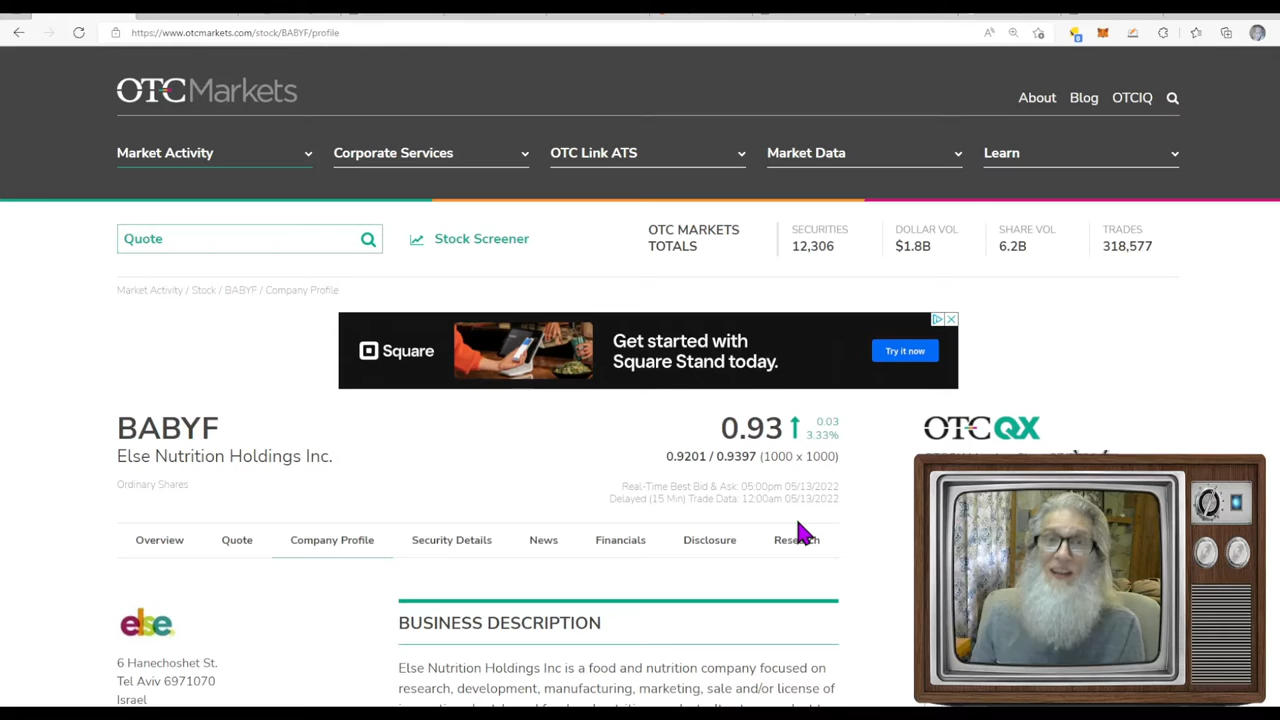 https://www.otcmarkets.com/stock/BABYF/profile
OTCMarkets
About Blog OTCIQ
Market Activity Corporate Services OTC Link ATS Market Data Learn
Quote
Stock Screener
OTC MARKETS TOTALS
SECURITIES
12,306
DOLLAR VOL
$1.8B
SHARE VOL
6.2B
TRADES
318,577
Market Activity / Stock / BABYF / Company Profile
Square
Get started with
Square Stand today.
Try it now
BABYF
Else Nutrition Holdings Inc.
Ordinary Shares
0.93
0.03
3.33%
0.9201 / 0.9397 (1000 x 1000)
Real-Time Best Bid & Ask: 05:00pm 05/13/2022
Delayed (15 Min) Trade Data: 12:00am 05/13/2022
OTCQX
Overview Quote Company Profile Security Details News Financials Disclosure Research
else.
6 Hanechoshet St.
Tel Aviv 6971070
Israel
BUSINESS DESCRIPTION
Else Nutrition Holdings Inc is a food and nutrition company focused on
research, development, manufacturing, marketing, sale and/or license of